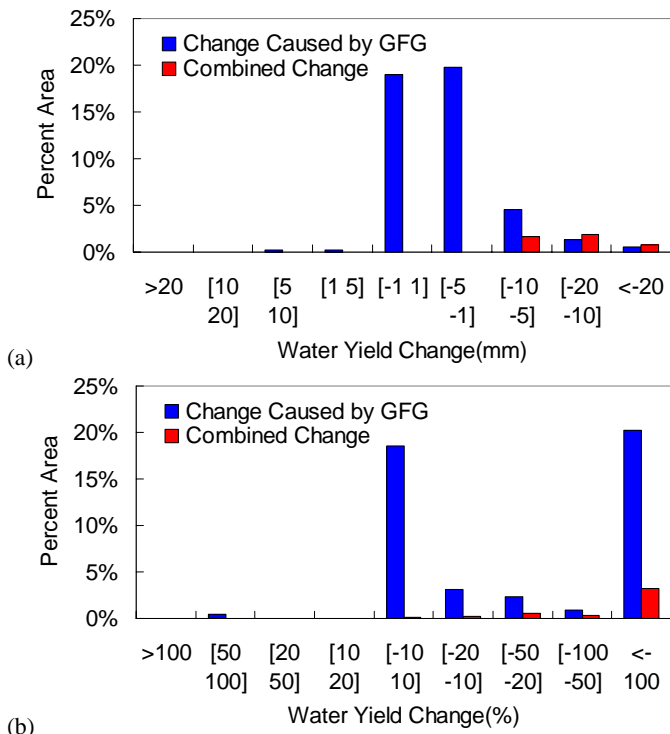 25%
20%
15%
10%
5%
0%
Percent Area
Change Caused by GFG
Combined Change
>20 [10 [5 [1 5] [-1 1] [-5 [-10 [-20 <-20
20] 10] -1] -5] -10]
Water Yield Change(mm)
(a)
25%
20%
15%
10%
5%
0%
Percent Area
Change Caused by GFG
Combined Change
>100 [50 [20 [10 [-10 [-20 [-50 [-100 <-
100] 50] 20] 10] -10] -20] -50] 100
Water Yield Change(%)
(b)